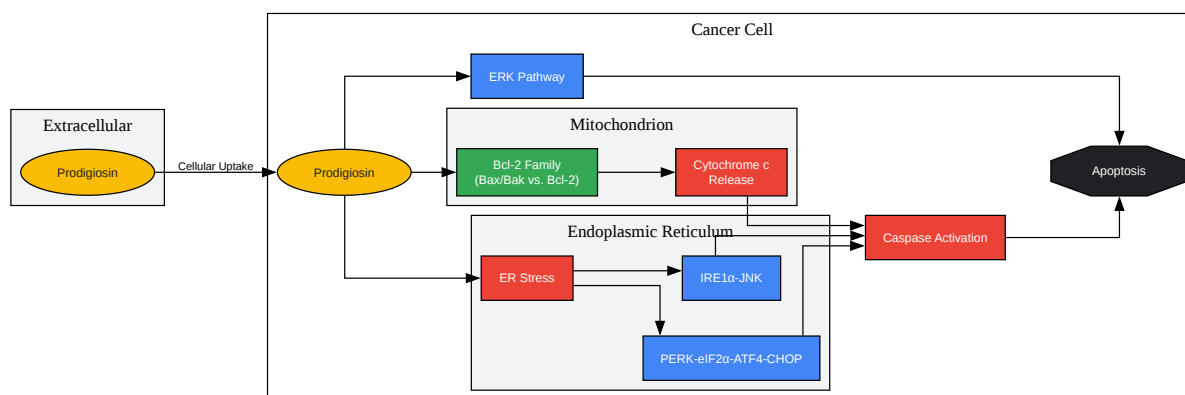 Cancer Cell
ERK Pathway
Extracellular
Mitochondrion
Prodigiosin
Cellular Uptake
Prodigiosin
Bcl-2 Family
(Bax/Bak vs. Bcl-2)
Cytochrome c
Release
Apoptosis
Endoplasmic Reticulum
Caspase Activation
ER Stress
IRE1α-JNK
PERK-eIF2α-ATF4-CHOP